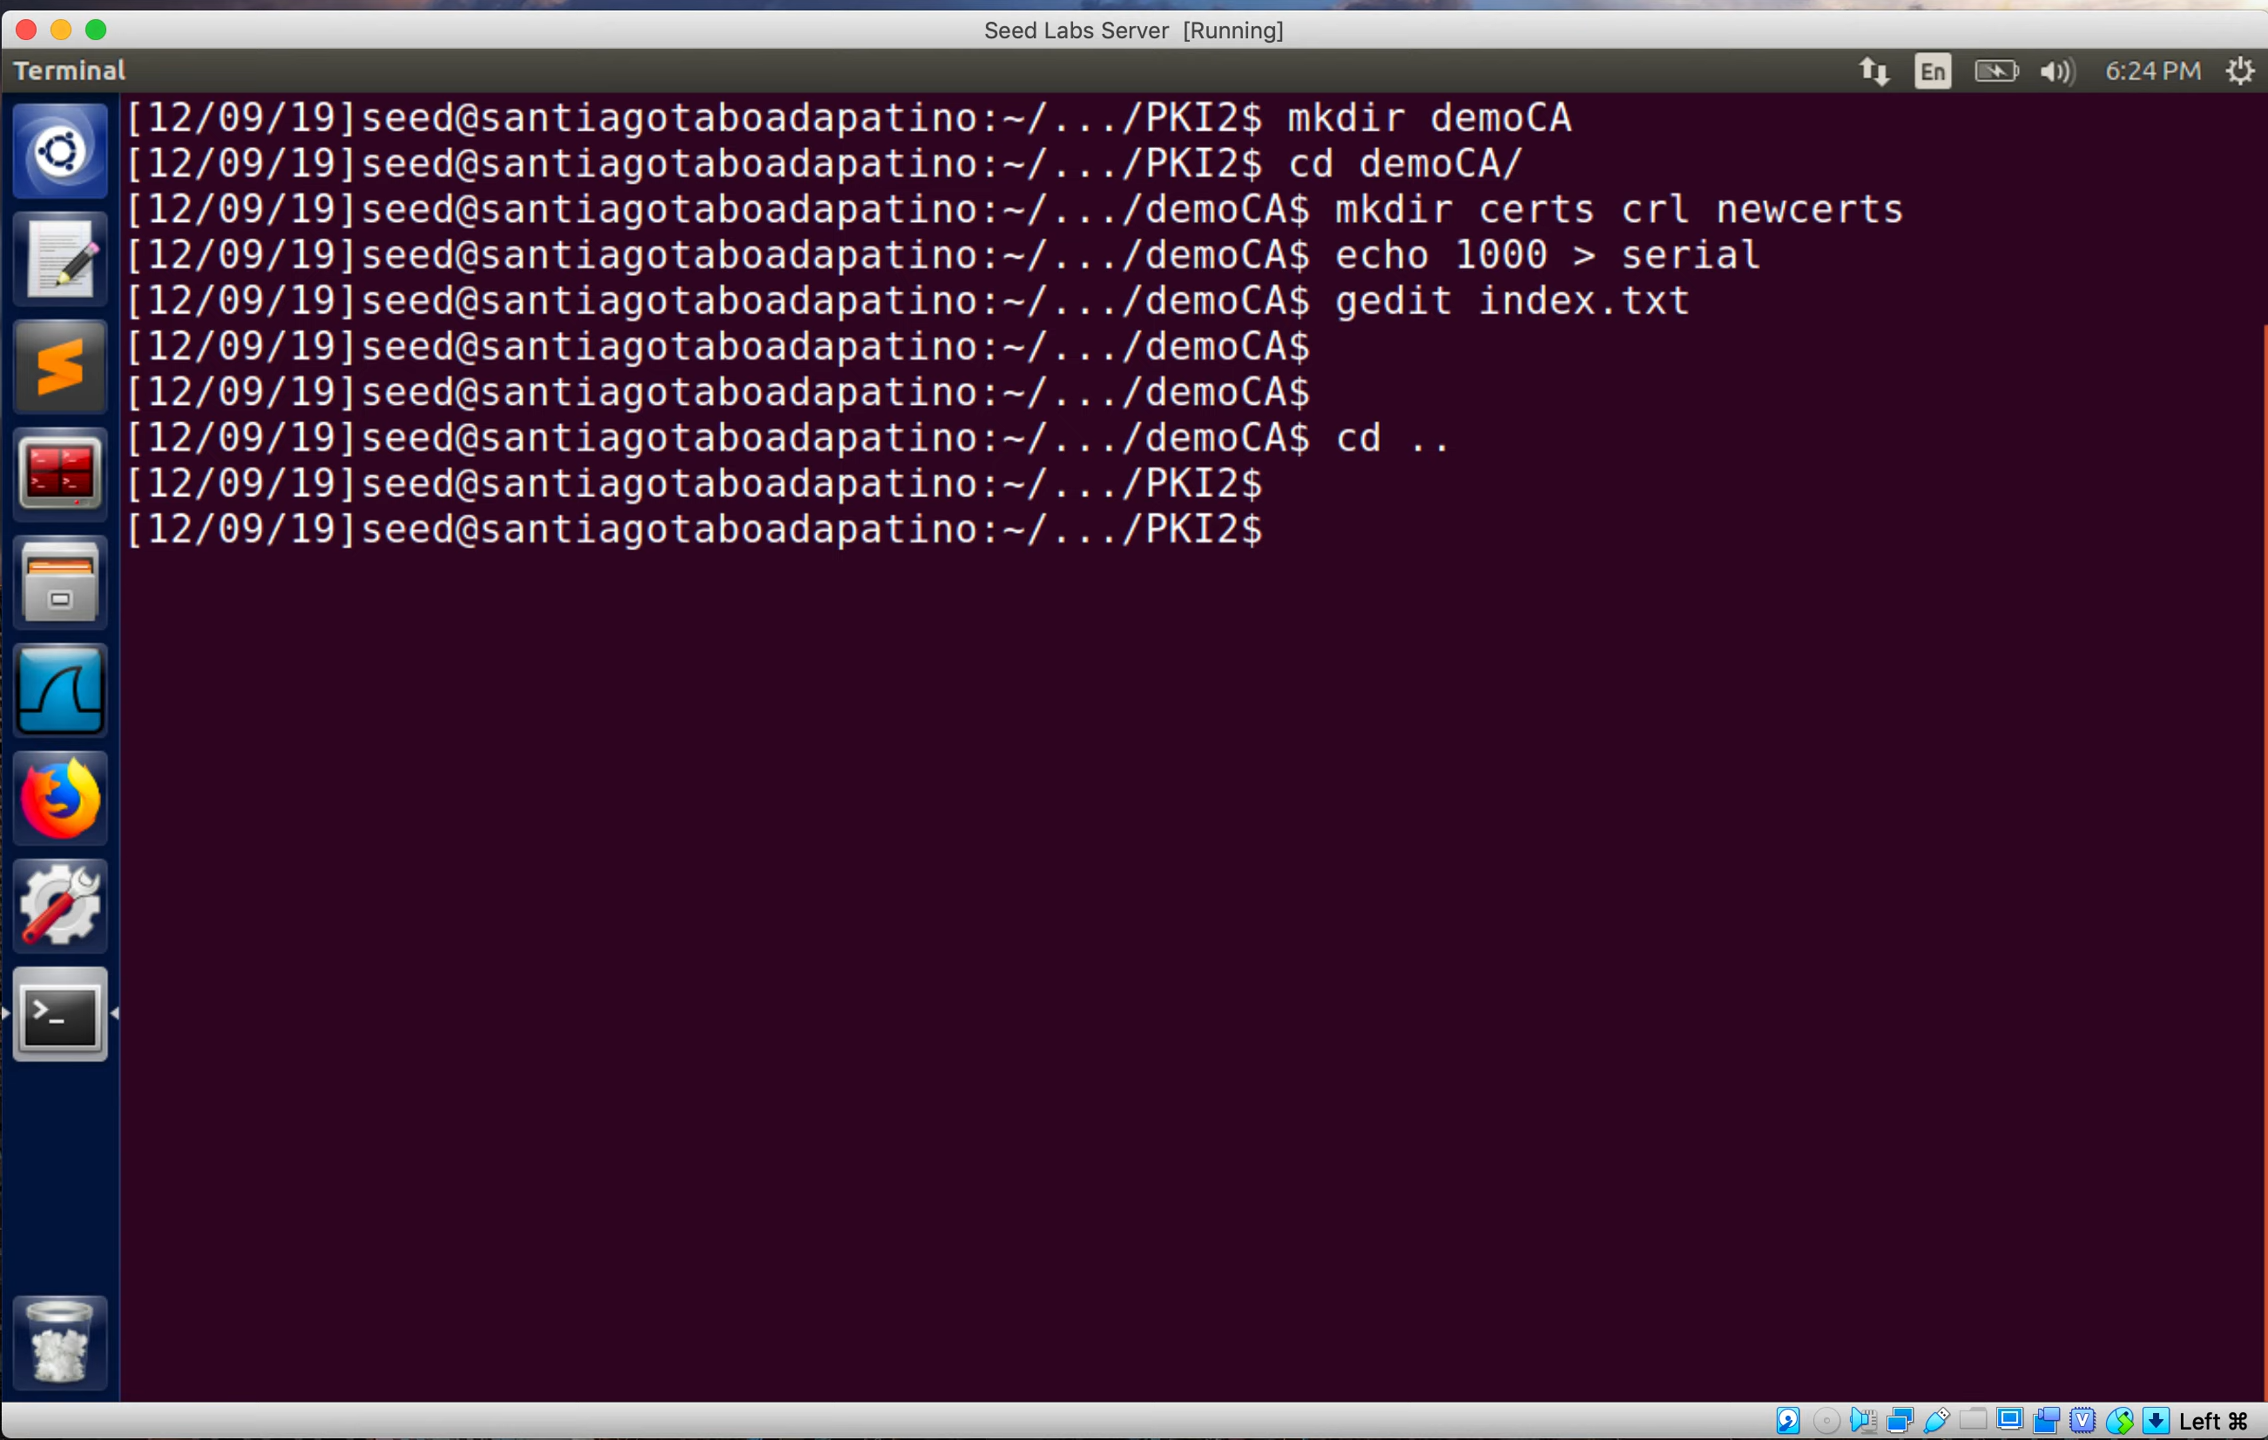 Seed Labs Server [Running]
Terminal
En
6:24 PM
[12/09/19]seed@santiagotaboadapatino:~/.../PKI2$ mkdir demoCA
[12/09/19]seed@santiagotaboadapatino:~/.../PKI2$ cd demoCA/
[12/09/19]seed@santiagotaboadapatino:~/.../demoCA$ mkdir certs crl newcerts
[12/09/19]seed@santiagotaboadapatino:~/.../demoCA$ echo 1000 > serial
[12/09/19]seed@santiagotaboadapatino:~/.../demoCA$ gedit index.txt
[12/09/19]seed@santiagotaboadapatino:~/.../demoCA$
[12/09/19]seed@santiagotaboadapatino:~/.../demoCA$
[12/09/19]seed@santiagotaboadapatino:~/.../demoCA$ cd ..
[12/09/19]seed@santiagotaboadapatino:~/.../PKI2$
[12/09/19]seed@santiagotaboadapatino:~/.../PKI2$
Left ⌘